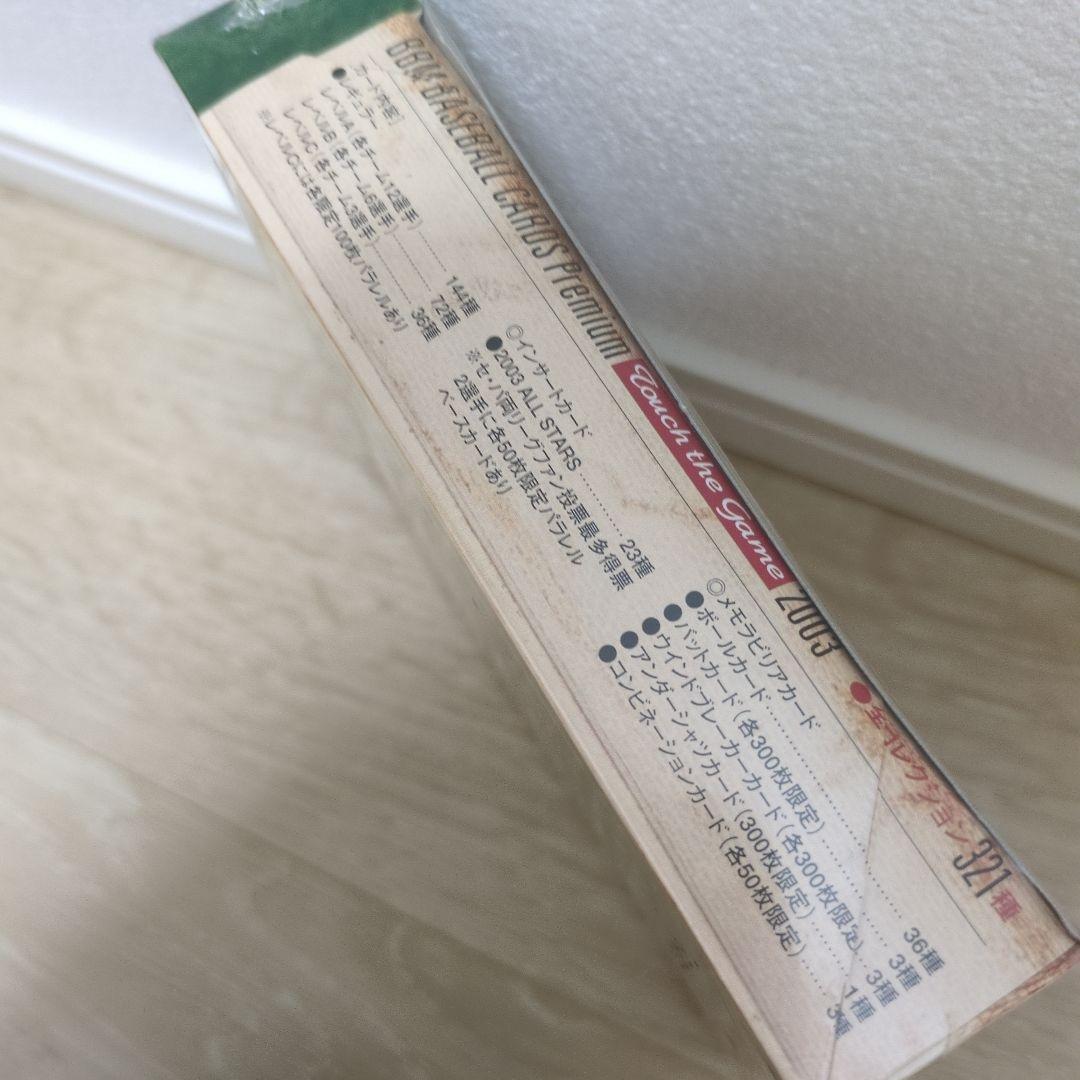 BBM BASEBALL CARDS Premium Touch the Game 2003 ●全コレクション321種
カード内容]
●レギュラー
レベルA(各チーム12選手)………144種
レベルB(各チーム6選手)………72種
レベルC(各チーム3選手)………36種
※レベルCには各限定100枚パラレルあり
◎インサートカード
●2003 ALL STARS………23種
※セ・パ両リーグファン投票最多得票
2選手に各50枚限定パラレル
ベースカードあり
◎メモラビリアカード
●ボールカード………36種
●バットカード(各300枚限定)………3種
●ウインドブレーカーカード(各300枚限定)………3種
●アンダーシャツカード(300枚限定)………1種
●コンビネーションカード(各50枚限定)………3種